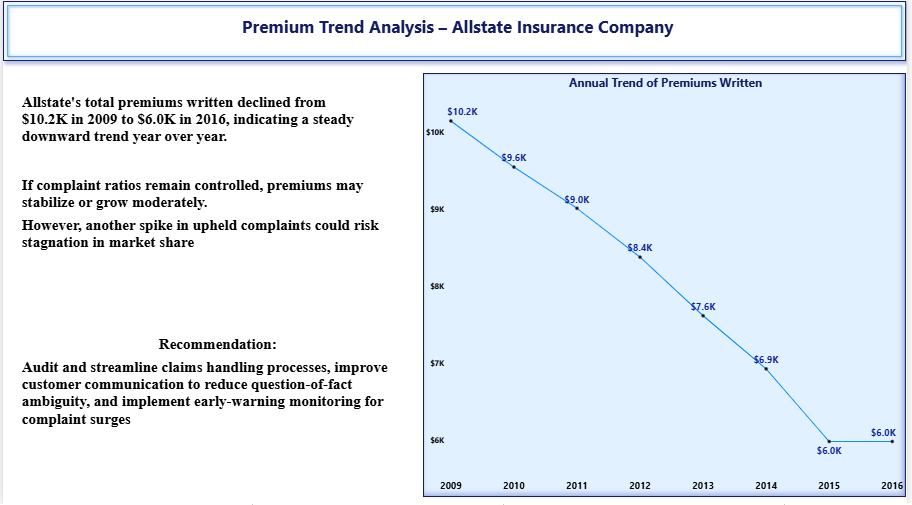 Premium Trend Analysis – Allstate Insurance Company
Allstate's total premiums written declined from
$10.2K in 2009 to $6.0K in 2016, indicating a steady
downward trend year over year.
If complaint ratios remain controlled, premiums may
stabilize or grow moderately.
However, another spike in upheld complaints could risk
stagnation in market share
Recommendation:
Audit and streamline claims handling processes, improve
customer communication to reduce question-of-fact
ambiguity, and implement early-warning monitoring for
complaint surges
Annual Trend of Premiums Written
$10.2K
$10K
$9.6K
$9.0K
$9K
$8.4K
$8K
$7.6K
$7K
$6.9K
$6K
$6.0K
$6.0K
2009 2010 2011 2012 2013 2014 2015 2016